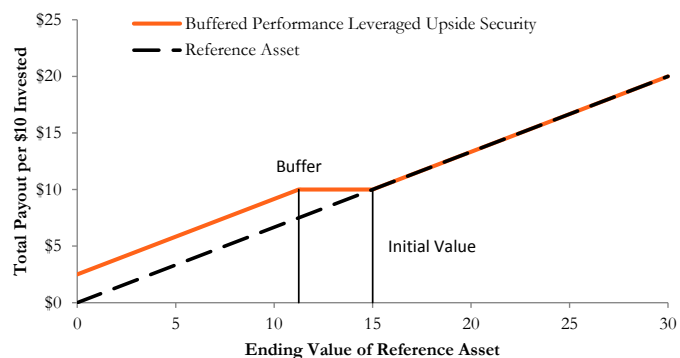 Buffered Performance Leveraged Upside Security
Reference Asset
Total Payout per $10 Invested
$25
$20
$15
$10
$5
$0
Buffer
Initial Value
0 5 10 15 20 25 30
Ending Value of Reference Asset